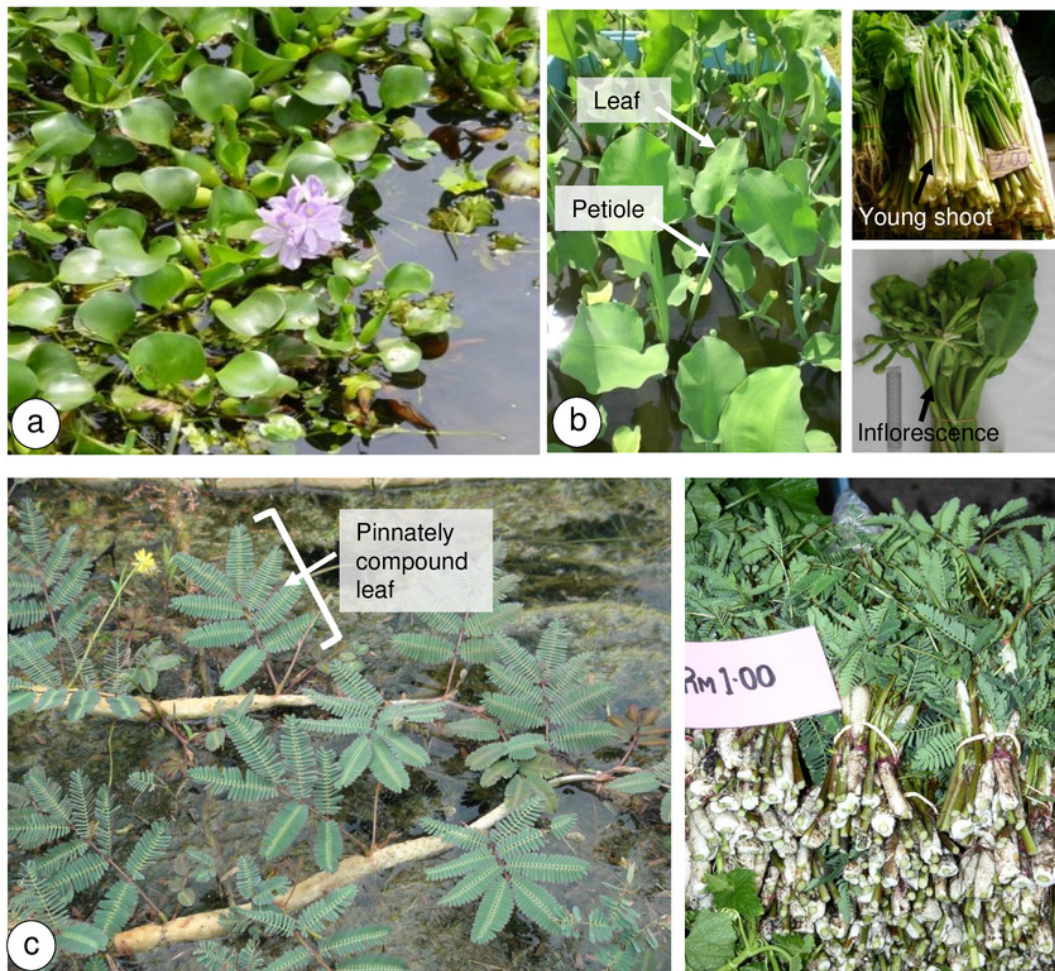 a
b
Leaf
Petiole
Young shoot
Inflorescence
c
Pinnately
compound
leaf
RM 1.00